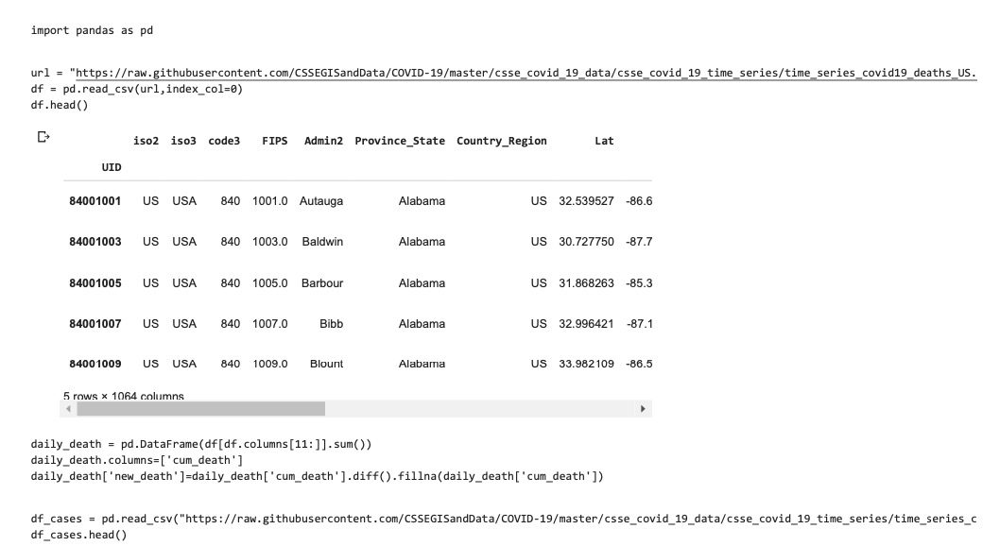 import pandas as pd
url = "https://raw.githubusercontent.com/CSSEGISandData/COVID-19/master/csse_covid_19_data/csse_covid_19_time_series/time_series_covid19_deaths_US.
df = pd.read_csv(url,index_col=0)
df.head()
iso2 iso3 code3 FIPS Admin2 Province_State Country_Region Lat
UID
84001001 US USA 840 1001.0 Autauga Alabama US 32.539527 -86.6
84001003 US USA 840 1003.0 Baldwin Alabama US 30.727750 -87.7
84001005 US USA 840 1005.0 Barbour Alabama US 31.868263 -85.3
84001007 US USA 840 1007.0 Bibb Alabama US 32.996421 -87.1
84001009 US USA 840 1009.0 Blount Alabama US 33.982109 -86.5
5 rows × 1064 columns
daily_death = pd.DataFrame(df[df.columns[11:]].sum())
daily_death.columns=['cum_death']
daily_death['new_death']=daily_death['cum_death'].diff().fillna(daily_death['cum_death'])
df_cases = pd.read_csv("https://raw.githubusercontent.com/CSSEGISandData/COVID-19/master/csse_covid_19_data/csse_covid_19_time_series/time_series_c
df_cases.head()